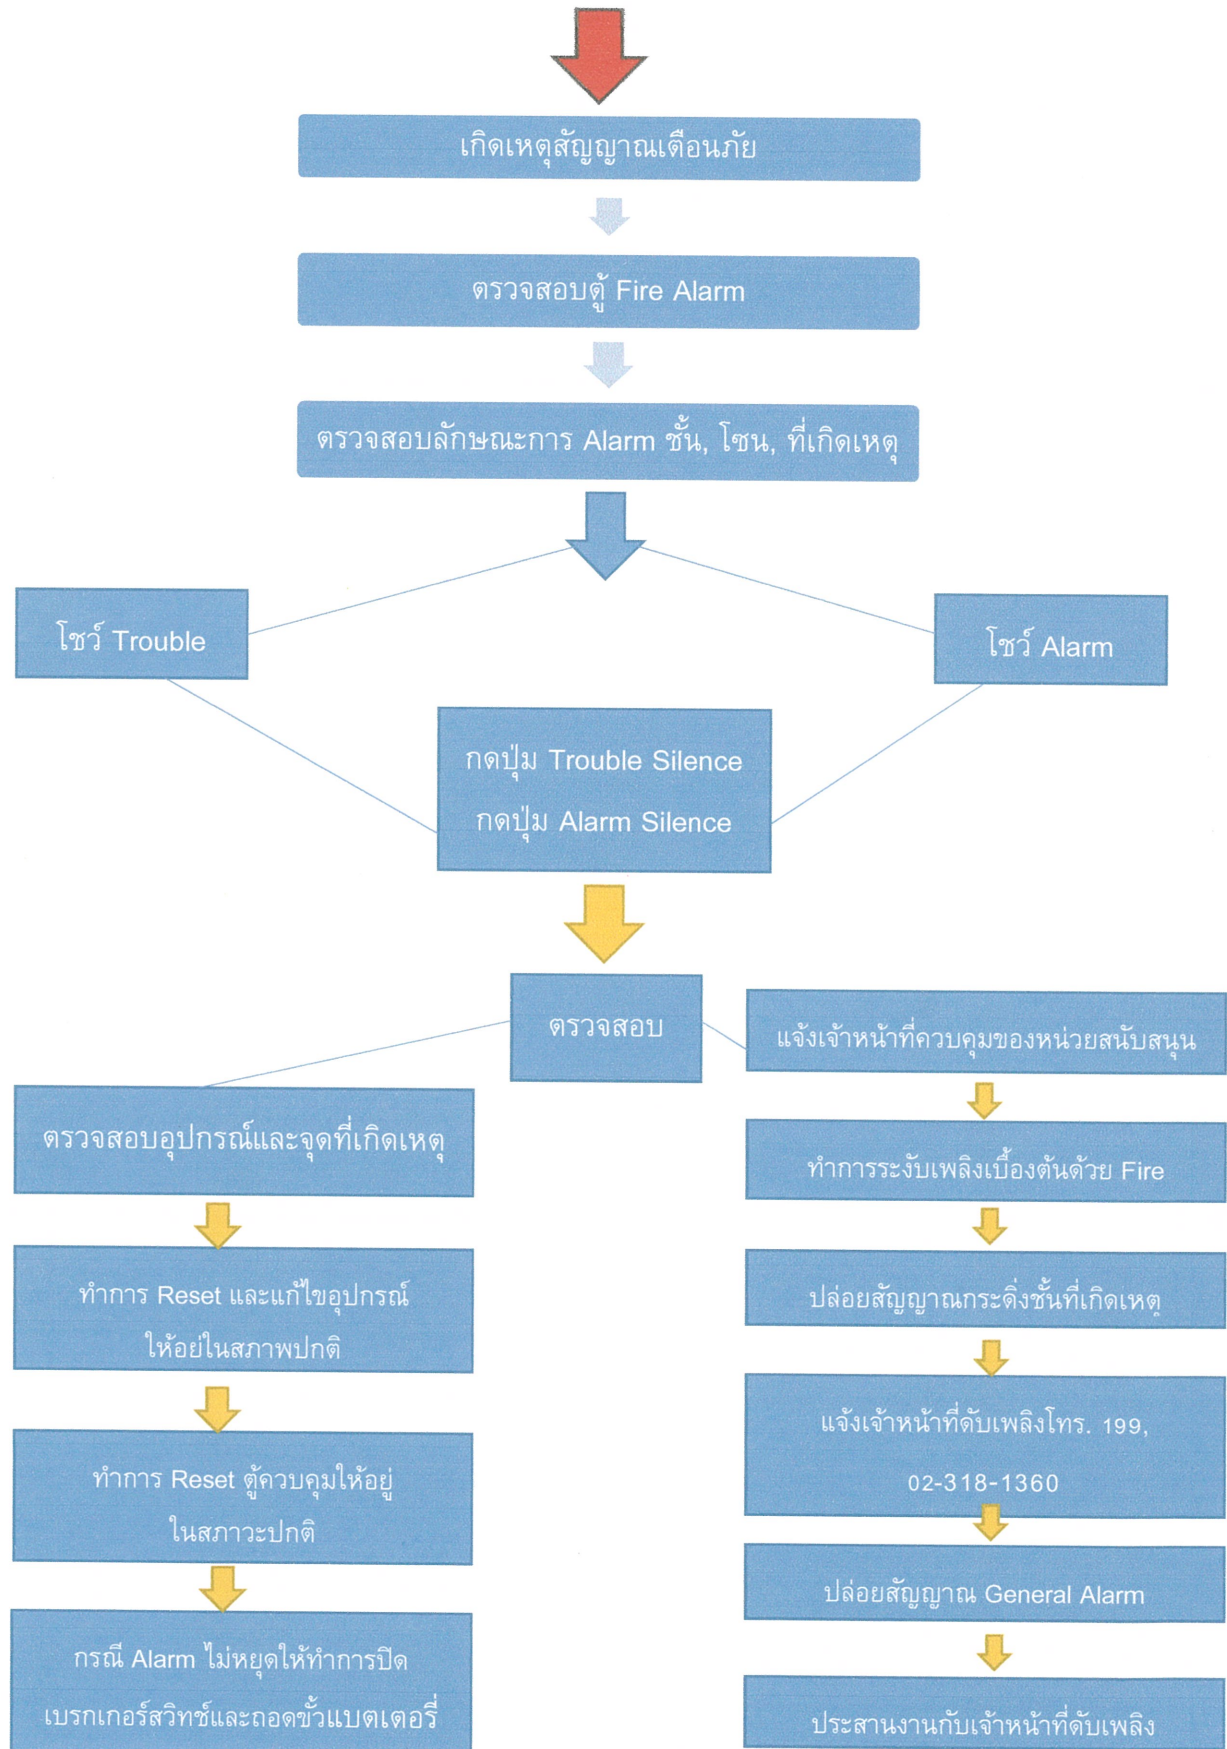 เกิดเหตุสัญญาณเตือนภัย
ตรวจสอบตู้ Fire Alarm
ตรวจสอบลักษณะการ Alarm ชั้น, โซน, ที่เกิดเหตุ
โชว์ Trouble
โชว์ Alarm
กดปุ่ม Trouble Silence
กดปุ่ม Alarm Silence
ตรวจสอบ
ตรวจสอบอุปกรณ์และจุดที่เกิดเหตุ
ทำการ Reset และแก้ไขอุปกรณ์
ให้อยู่ในสภาพปกติ
ทำการ Reset ตู้ควบคุมให้อยู่
ในสภาวะปกติ
กรณี Alarm ไม่หยุดให้ทำการปิด
เบรกเกอร์สวิทช์และถอดขั้วแบตเตอรี่
แจ้งเจ้าหน้าที่ควบคุมของหน่วยสนับสนุน
ทำการระงับเพลิงเบื้องต้นด้วย Fire
ปล่อยสัญญาณกระดิ่งชั้นที่เกิดเหตุ
แจ้งเจ้าหน้าที่ดับเพลิงโทร. 199,
02-318-1360
ปล่อยสัญญาณ General Alarm
ประสานงานกับเจ้าหน้าที่ดับเพลิง